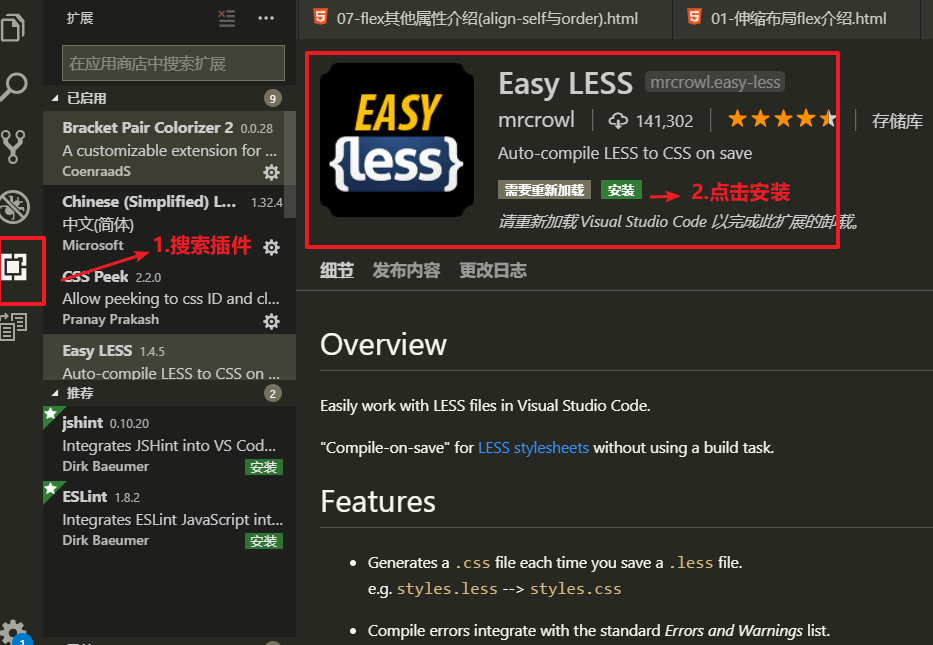 扩展
在应用商店中搜索扩展
已启用 9
Bracket Pair Colorizer 2 0.0.28
A customizable extension for ...
CoenraadS
Chinese (Simplified) L... 1.32.4
中文(简体)
Microsoft
1.搜索插件
CSS Peek 2.2.0
Allow peeking to css ID and cl...
Pranay Prakash
Easy LESS 1.4.5
Auto-compile LESS to CSS on ...
推荐 2
jshint 0.10.20
Integrates JSHint into VS Cod...
Dirk Baeumer 安装
ESLint 1.8.2
Integrates ESLint JavaScript int...
Dirk Baeumer 安装
1
07-flex其他属性介绍(align-self与order).html
01-伸缩布局flex介绍.html
EASY
{less}
Easy LESS mrcrowl.easy-less
mrcrowl 141,302 存储库
Auto-compile LESS to CSS on save
需要重新加载 安装 2.点击安装
请重新加载 Visual Studio Code 以完成此扩展的卸载。
细节 发布内容 更改日志
Overview
Easily work with LESS files in Visual Studio Code.
"Compile-on-save" for LESS stylesheets without using a build task.
Features
• Generates a .css file each time you save a .less file.
e.g. styles.less --> styles.css
• Compile errors integrate with the standard Errors and Warnings list.